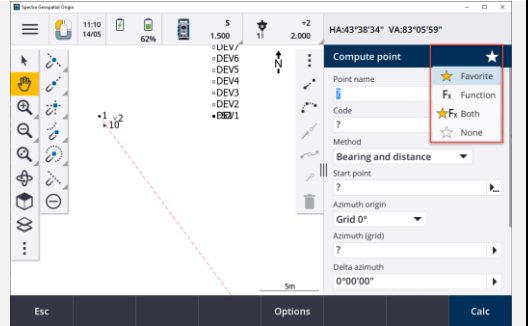 Spectra Geospatial Origin
11:10
14/05
62%
S
1.500
1
+2
2.000
HA:43°38'34" VA:83°05'59"
DEV7
DEV6
DEV5
DEV4
DEV3
DEV2
1
2
10
N
5m
Compute point
Point name
?
Code
?
Method
Bearing and distance
Start point
?
Azimuth origin
Grid 0°
Azimuth (grid)
?
Delta azimuth
0°00'00"
Favorite
Fx Function
Fx Both
None
Esc
Options
Calc